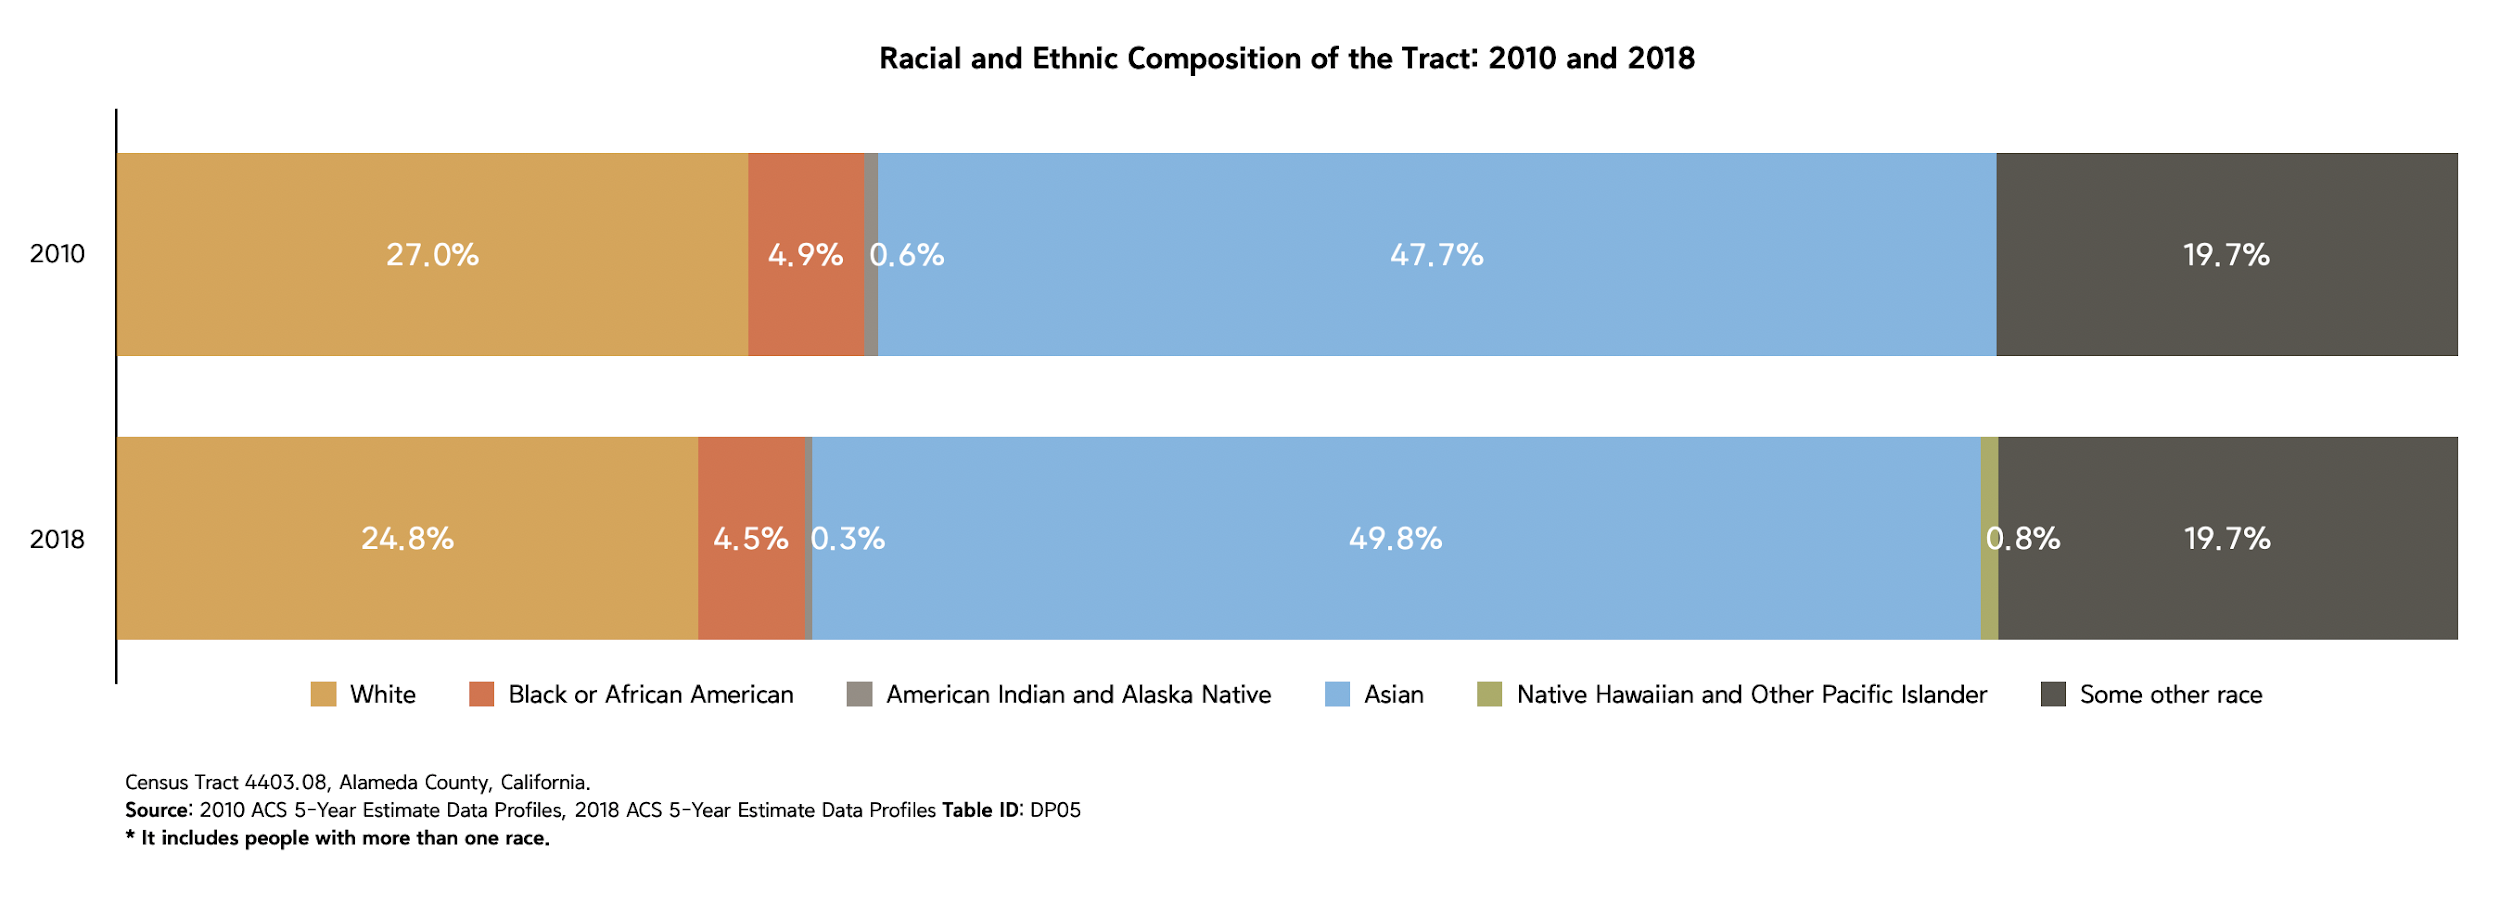 Racial and Ethnic Composition of the Tract: 2010 and 2018
2010
27.0%
4.9%
0.6%
47.7%
19.7%
2018
24.8%
4.5%
0.3%
49.8%
0.8%
19.7%
White
Black or African American
American Indian and Alaska Native
Asian
Native Hawaiian and Other Pacific Islander
Some other race
Census Tract 4403.08, Alameda County, California.
Source: 2010 ACS 5-Year Estimate Data Profiles, 2018 ACS 5-Year Estimate Data Profiles Table ID: DP05
* It includes people with more than one race.